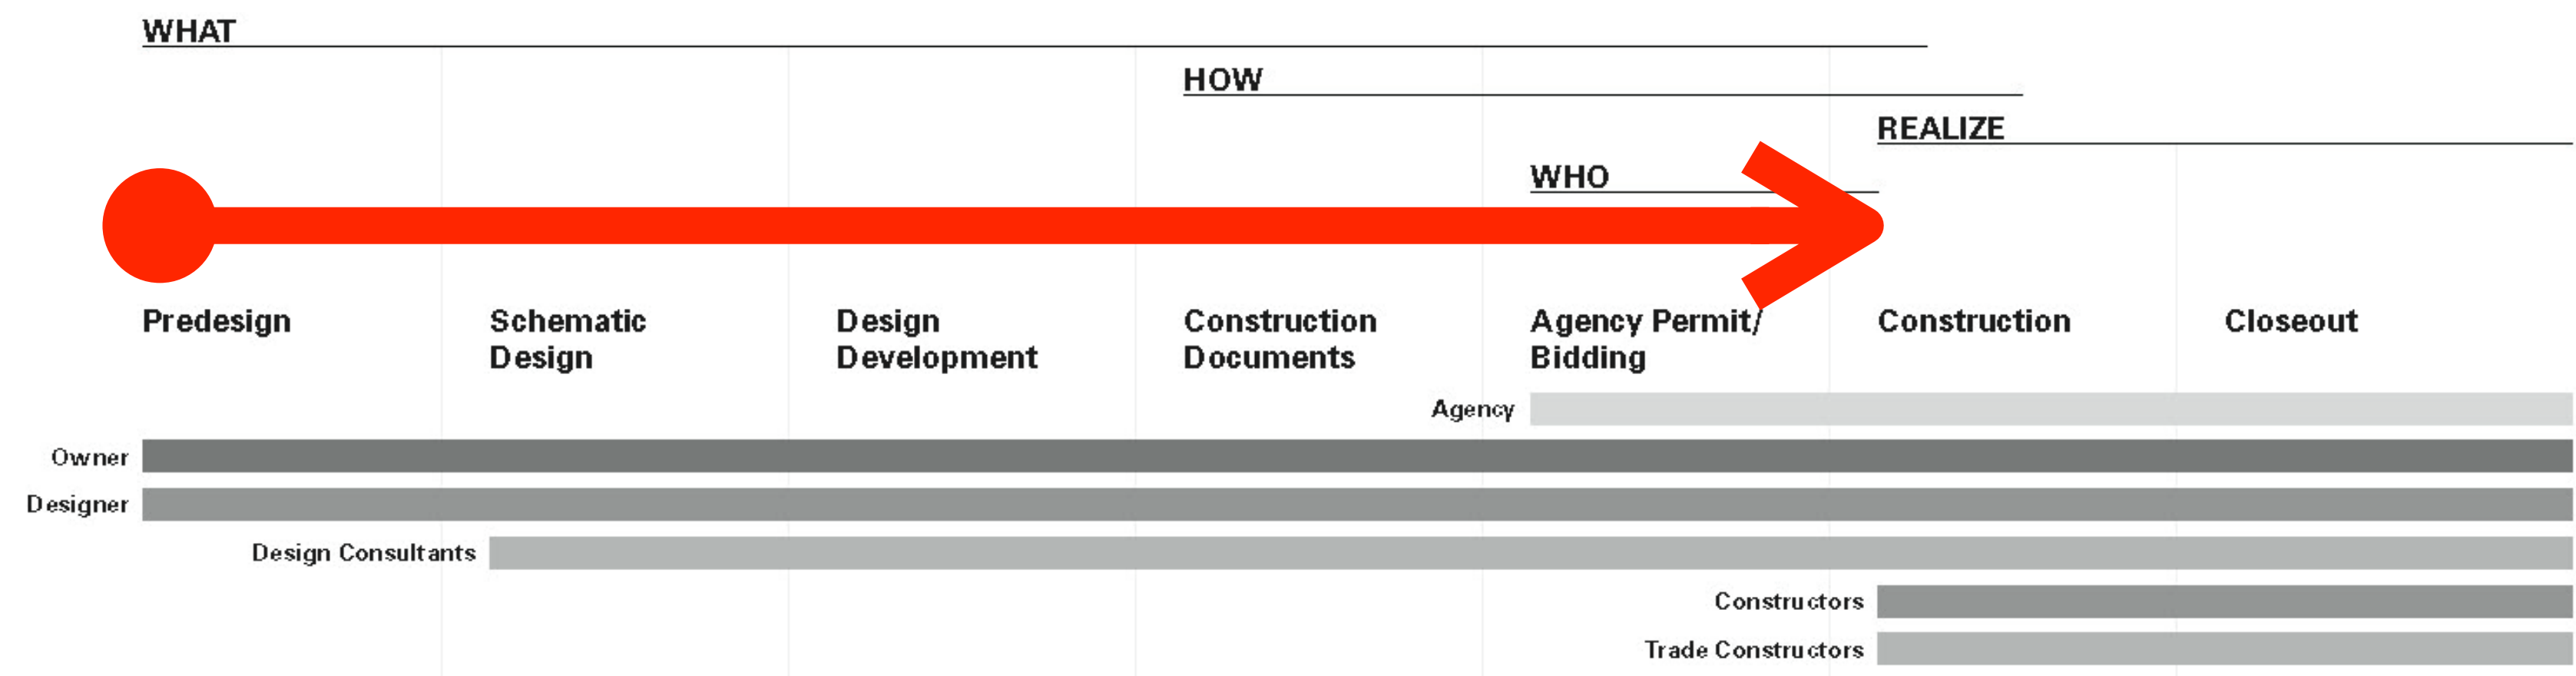 WHAT
HOW
REALIZE
WHO
Predesign
Schematic
Design
Design
Development
Construction
Documents
Agency Permit/
Bidding
Construction
Closeout
Agency
Owner
Designer
Design Consultants
Constructors
Trade Constructors